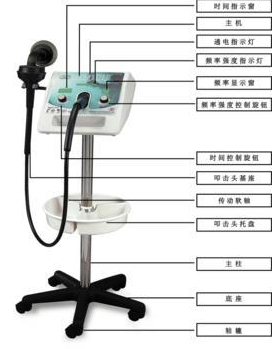 时间指示窗
主机
通电指示灯
频率强度指示灯
频率显示窗
频率强度控制旋钮
时间控制旋钮
叩击头基座
传动软轴
叩击头托盘
主柱
底座